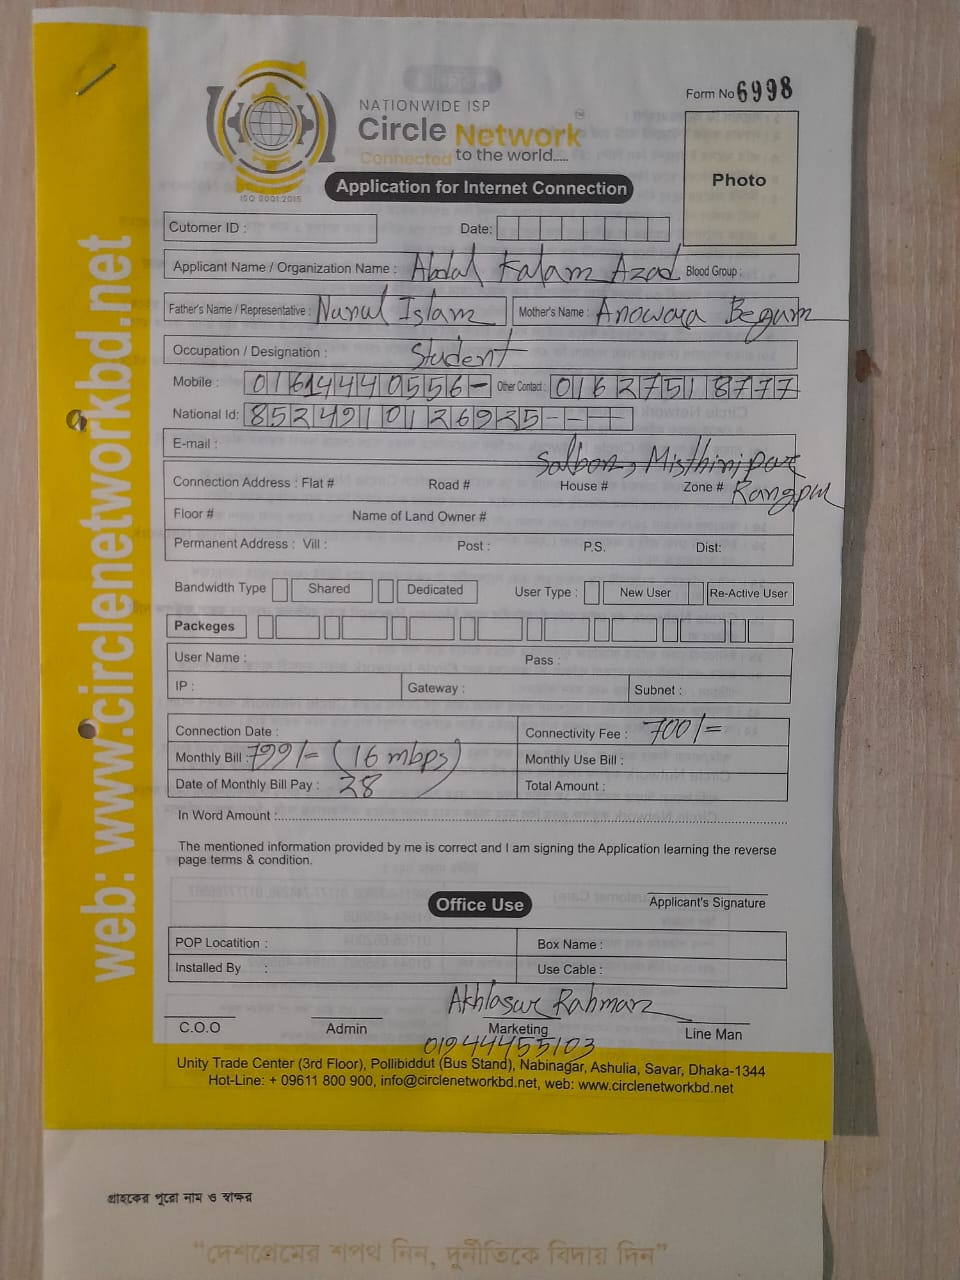 Form No 6998
NATIONWIDE ISP
Circle Network™
Connected to the world.....
ISO 9001:2015
Application for Internet Connection
Photo
Cutomer ID : Date:
Applicant Name / Organization Name : Abdal Kalam Azad Blood Group :
Father's Name / Representative : Nurul Islam Mother's Name : Anowara Begum
Occupation / Designation : Student
Mobile : 01614440556- Other Contact : 01627518777
National Id: 8524910126925---
E-mail :
Salbon, Misthiripara
Connection Address : Flat # Road # House # Zone # Rangpur
Floor # Name of Land Owner #
Permanent Address : Vill : Post : P.S. Dist:
Bandwidth Type Shared Dedicated User Type : New User Re-Active User
Packeges
User Name : Pass :
IP : Gateway : Subnet :
Connection Date : Connectivity Fee : 700/=
Monthly Bill : 799/= (16 mbps) Monthly Use Bill :
Date of Monthly Bill Pay : 28 Total Amount :
In Word Amount :
The mentioned information provided by me is correct and I am signing the Application learning the reverse
page terms & condition.
Office Use
Applicant's Signature
POP Locatition : Box Name :
Installed By : Use Cable :
Akhlasur Rahman
C.O.O Admin Marketing Line Man
01944455103
Unity Trade Center (3rd Floor), Pollibiddut (Bus Stand), Nabinagar, Ashulia, Savar, Dhaka-1344
Hot-Line: + 09611 800 900, info@circlenetworkbd.net, web: www.circlenetworkbd.net
web: www.circlenetworkbd.net
গ্রাহকের পুরো নাম ও স্বাক্ষর
“দেশপ্রেমের শপথ নিন, দুর্নীতিকে বিদায় দিন”